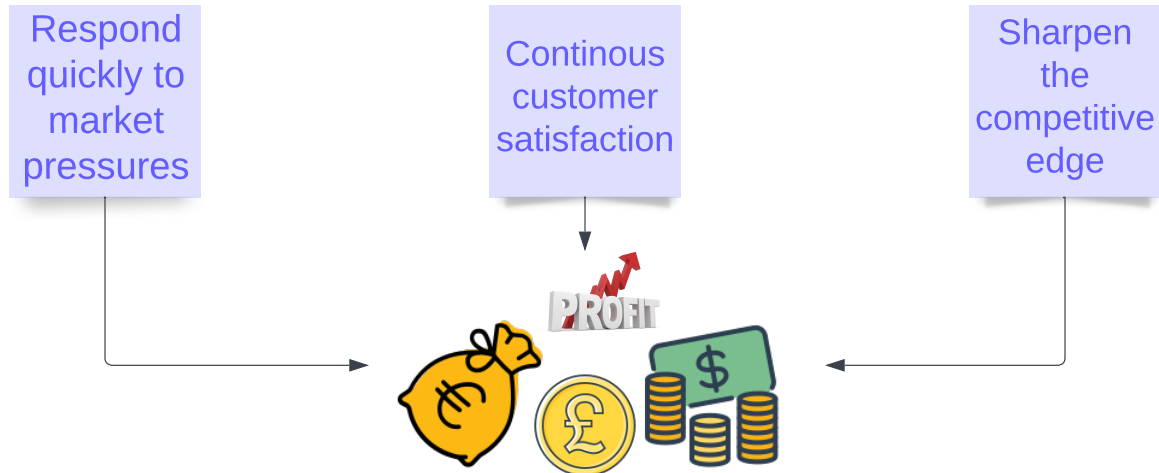 Respond
quickly to
market
pressures
Continous
customer
satisfaction
Sharpen
the
competitive
edge
PROFIT
€
£
$